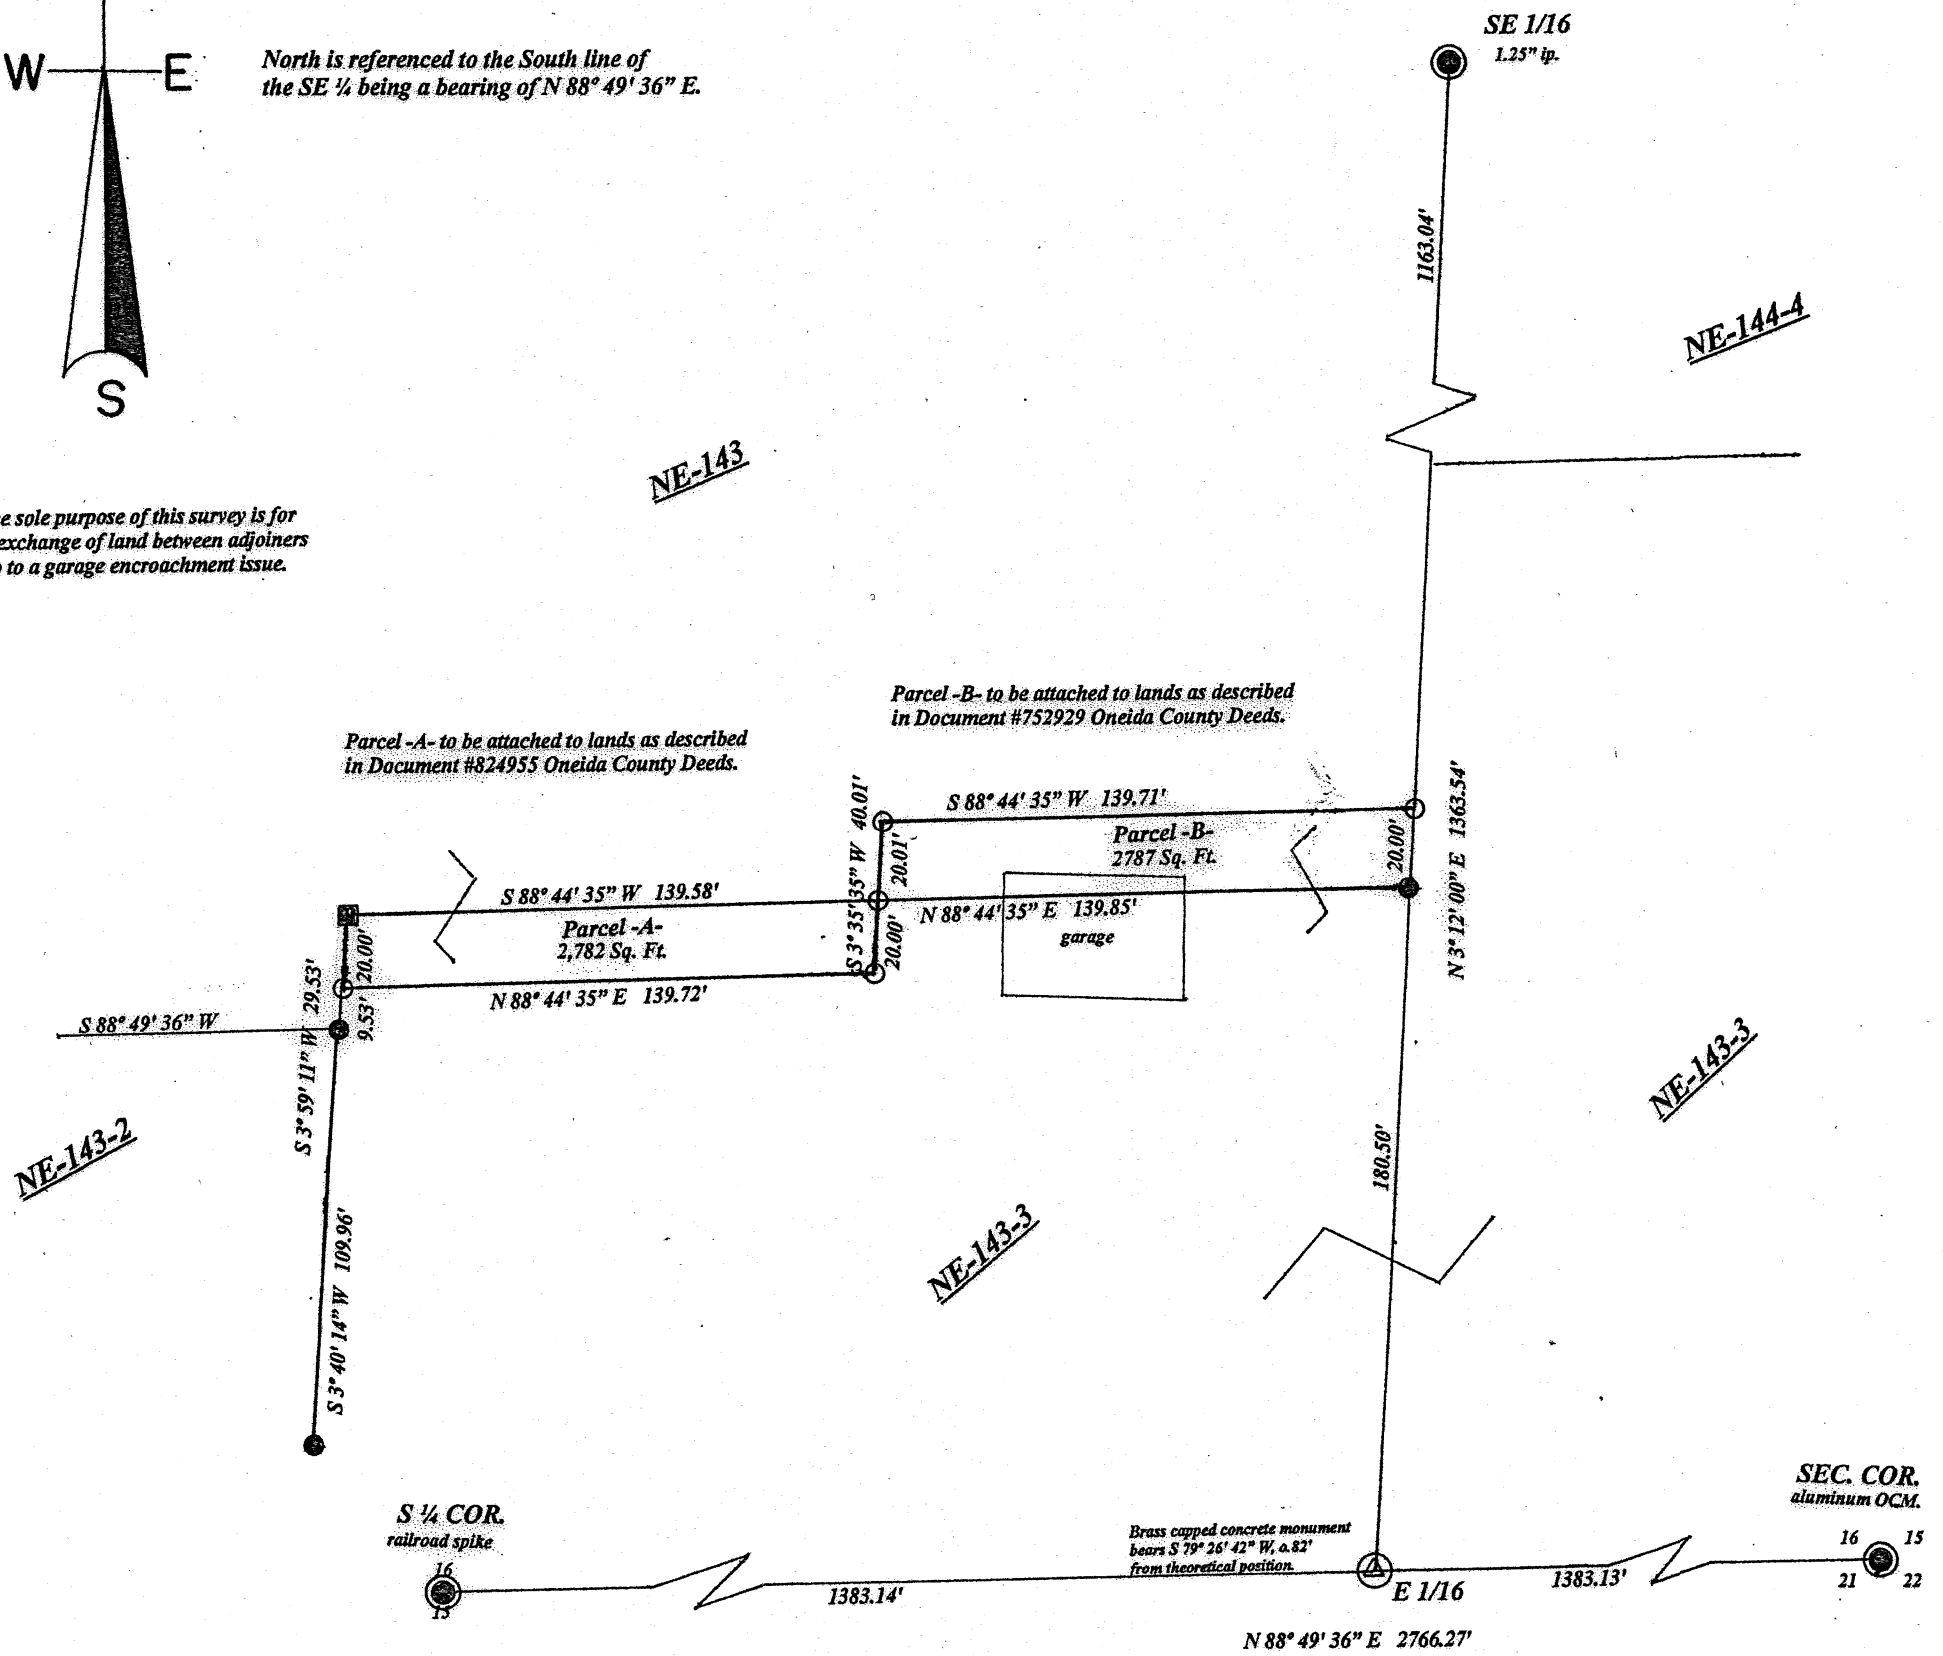 SE 1/16
1.25" ip.
W E
S
North is referenced to the South line of
the SE ¼ being a bearing of N 88° 49' 36" E.
1163.04'
NE-144-4
NE-143
e sole purpose of this survey is for
exchange of land between adjoiners
to a garage encroachment issue.
Parcel -B- to be attached to lands as described
in Document #752929 Oneida County Deeds.
Parcel -A- to be attached to lands as described
in Document #824955 Oneida County Deeds.
S 88° 44' 35" W 139.71'
Parcel -B-
2787 Sq. Ft.
20.00'
N 3° 12' 00" E 1363.54'
S 3° 35' 35" W 40.01'
20.01'
20.00'
S 88° 44' 35" W 139.58'
Parcel -A-
2,782 Sq. Ft.
N 88° 44' 35" E 139.85'
garage
N 88° 44' 35" E 139.72'
20.00'
9.53'
S 3° 59' 11" W 29.53'
S 88° 49' 36" W
NE-143-2
S 3° 40' 14" W 109.96'
NE-143-3
180.50'
NE-143-3
S ¼ COR.
railroad spike
16
15
Brass capped concrete monument
bears S 79° 26' 42" W, 0.82'
from theoretical position.
SEC. COR.
aluminum OCM.
16 15
21 22
1383.14'
E 1/16
1383.13'
N 88° 49' 36" E 2766.27'